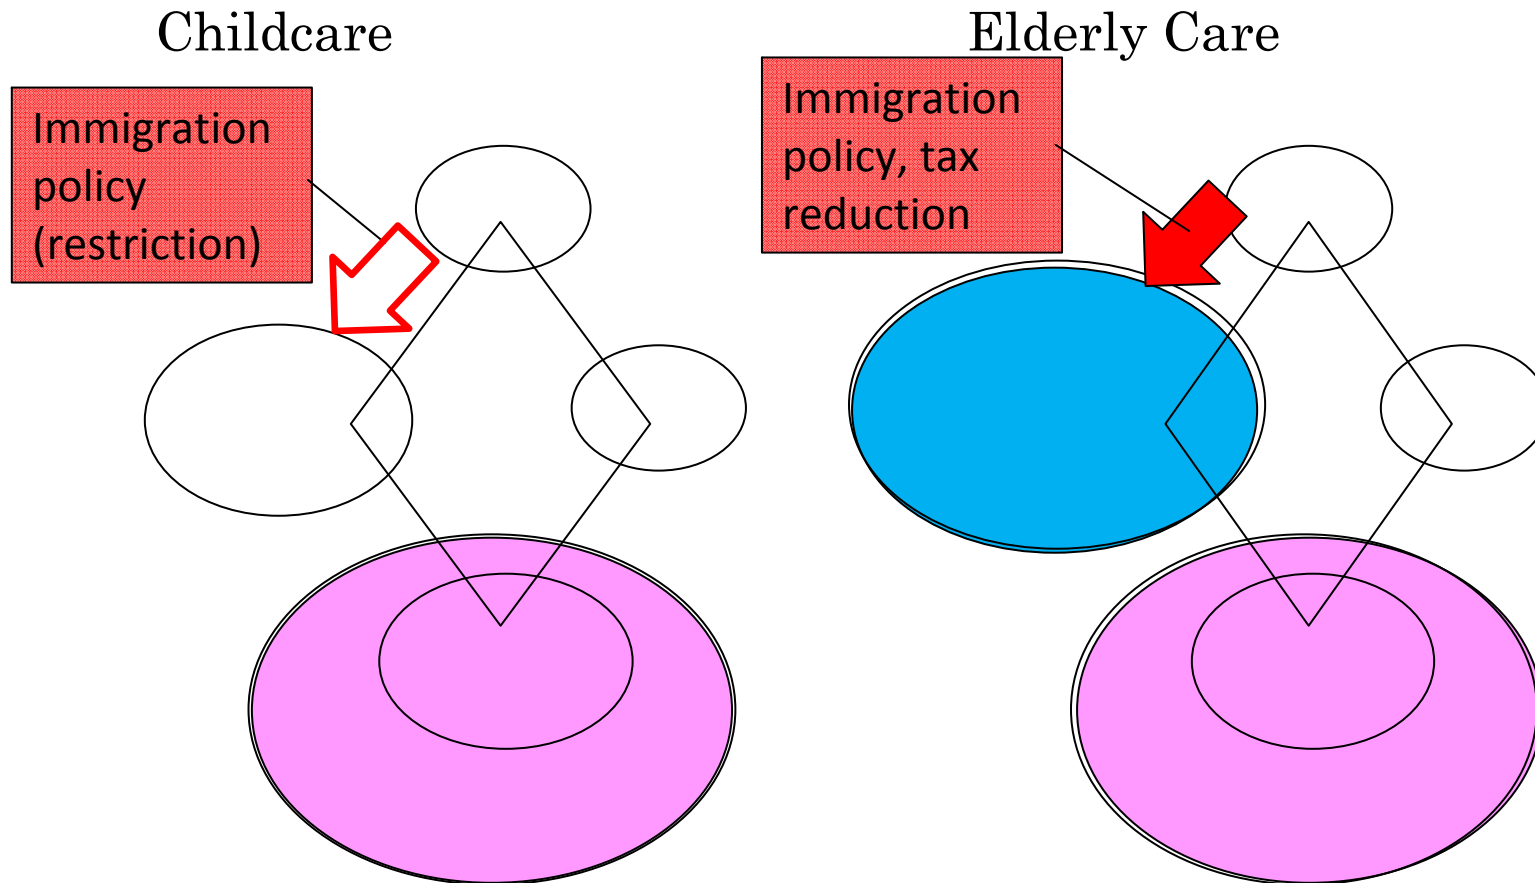 Childcare
Elderly Care
Immigration
policy
(restriction)
Immigration
policy, tax
reduction